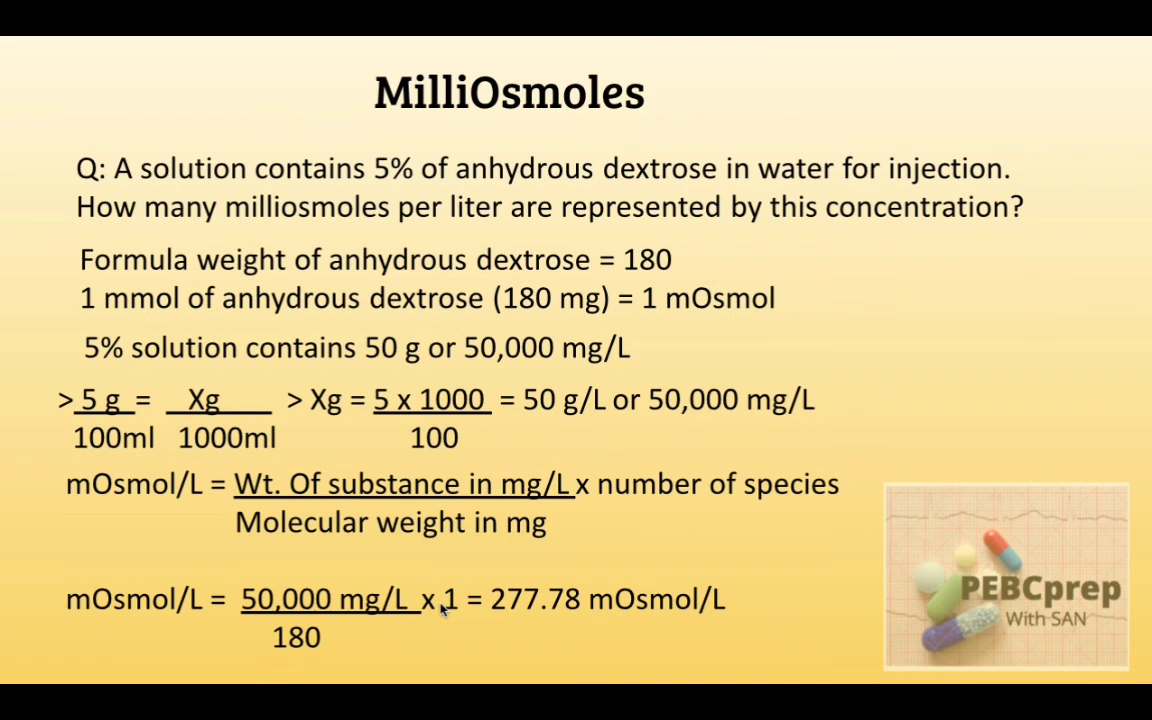 MilliOsmoles
Q: A solution contains 5% of anhydrous dextrose in water for injection.
How many milliosmoles per liter are represented by this concentration?
Formula weight of anhydrous dextrose = 180
1 mmol of anhydrous dextrose (180 mg) = 1 mOsmol
5% solution contains 50 g or 50,000 mg/L
> 5 g = Xg > Xg = 5 x 1000 = 50 g/L or 50,000 mg/L
100ml 1000ml 100
mOsmol/L = Wt. Of substance in mg/L x number of species
Molecular weight in mg
mOsmol/L = 50,000 mg/L x 1 = 277.78 mOsmol/L
180
PEBCprep
With SAN